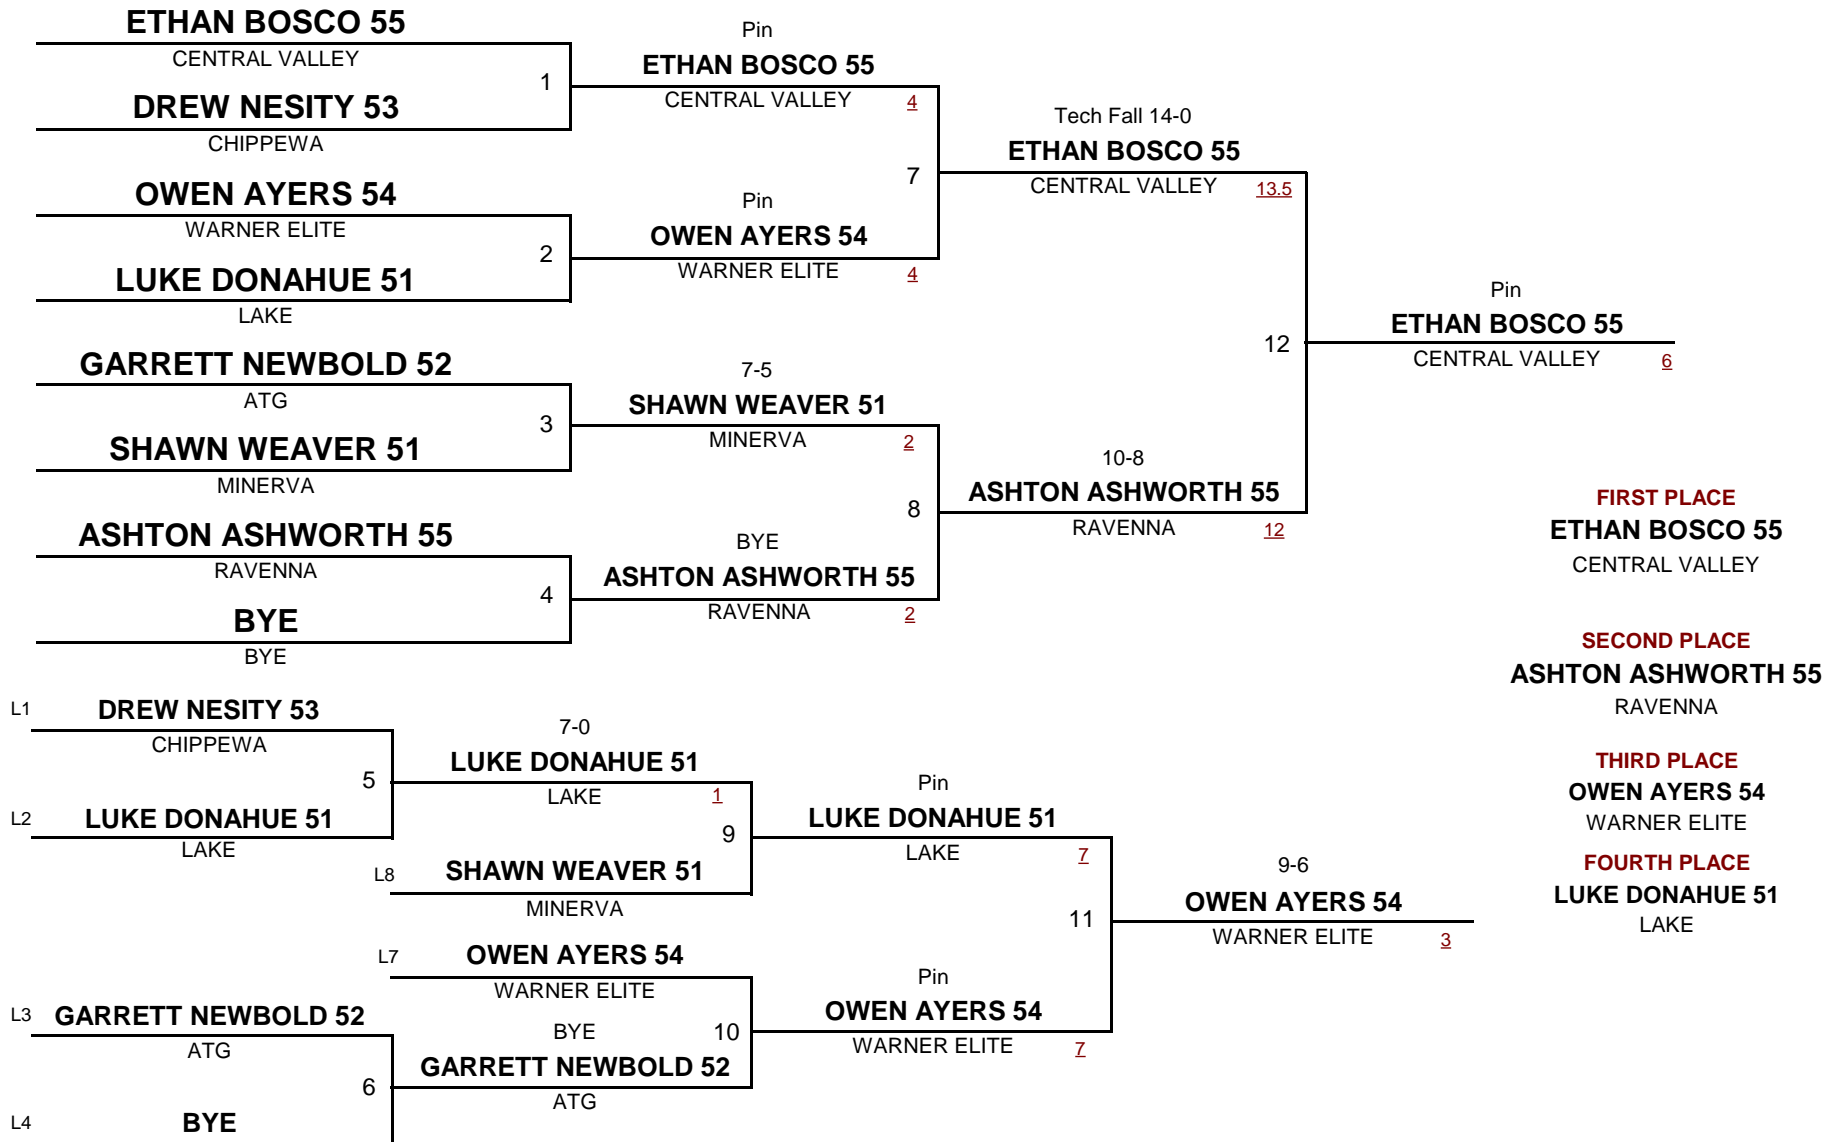 ETHAN BOSCO 55
CENTRAL VALLEY
1
DREW NESITY 53
CHIPPEWA
OWEN AYERS 54
WARNER ELITE
2
LUKE DONAHUE 51
LAKE
GARRETT NEWBOLD 52
ATG
3
SHAWN WEAVER 51
MINERVA
ASHTON ASHWORTH 55
RAVENNA
4
BYE
BYE
Pin
ETHAN BOSCO 55
CENTRAL VALLEY 4
7
Pin
OWEN AYERS 54
WARNER ELITE 4
7-5
SHAWN WEAVER 51
MINERVA 2
8
BYE
ASHTON ASHWORTH 55
RAVENNA 2
Tech Fall 14-0
ETHAN BOSCO 55
CENTRAL VALLEY 13.5
12
10-8
ASHTON ASHWORTH 55
RAVENNA 12
Pin
ETHAN BOSCO 55
CENTRAL VALLEY 6
L1 DREW NESITY 53
CHIPPEWA
5
L2 LUKE DONAHUE 51
LAKE
7-0
LUKE DONAHUE 51
LAKE 1
9
L8 SHAWN WEAVER 51
MINERVA
L7 OWEN AYERS 54
WARNER ELITE
BYE 10
GARRETT NEWBOLD 52
ATG
L3 GARRETT NEWBOLD 52
ATG
6
L4 BYE
Pin
LUKE DONAHUE 51
LAKE 7
11
Pin
OWEN AYERS 54
WARNER ELITE 7
9-6
OWEN AYERS 54
WARNER ELITE 3
FIRST PLACE
ETHAN BOSCO 55
CENTRAL VALLEY
SECOND PLACE
ASHTON ASHWORTH 55
RAVENNA
THIRD PLACE
OWEN AYERS 54
WARNER ELITE
FOURTH PLACE
LUKE DONAHUE 51
LAKE